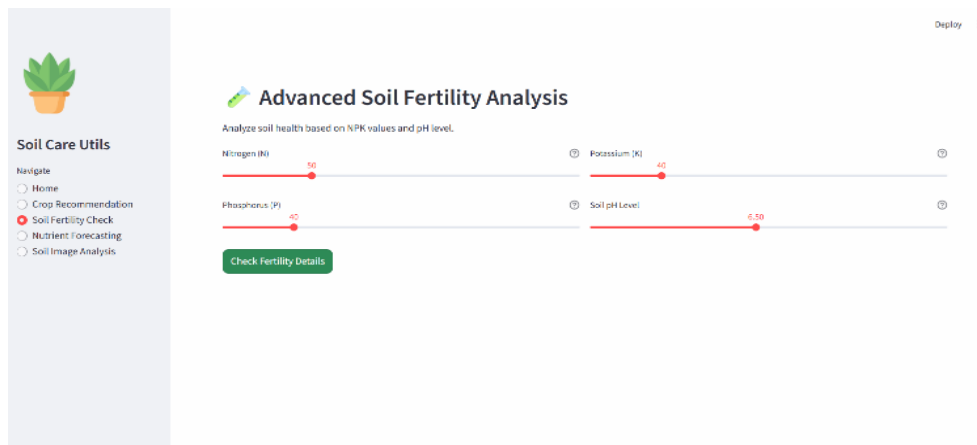 Deploy
Soil Care Utils
Navigate
Home
Crop Recommendation
Soil Fertility Check
Nutrient Forecasting
Soil Image Analysis
Advanced Soil Fertility Analysis
Analyze soil health based on NPK values and pH level.
Nitrogen (N)
50
Potassium (K)
40
Phosphorus (P)
40
Soil pH Level
6.50
Check Fertility Details